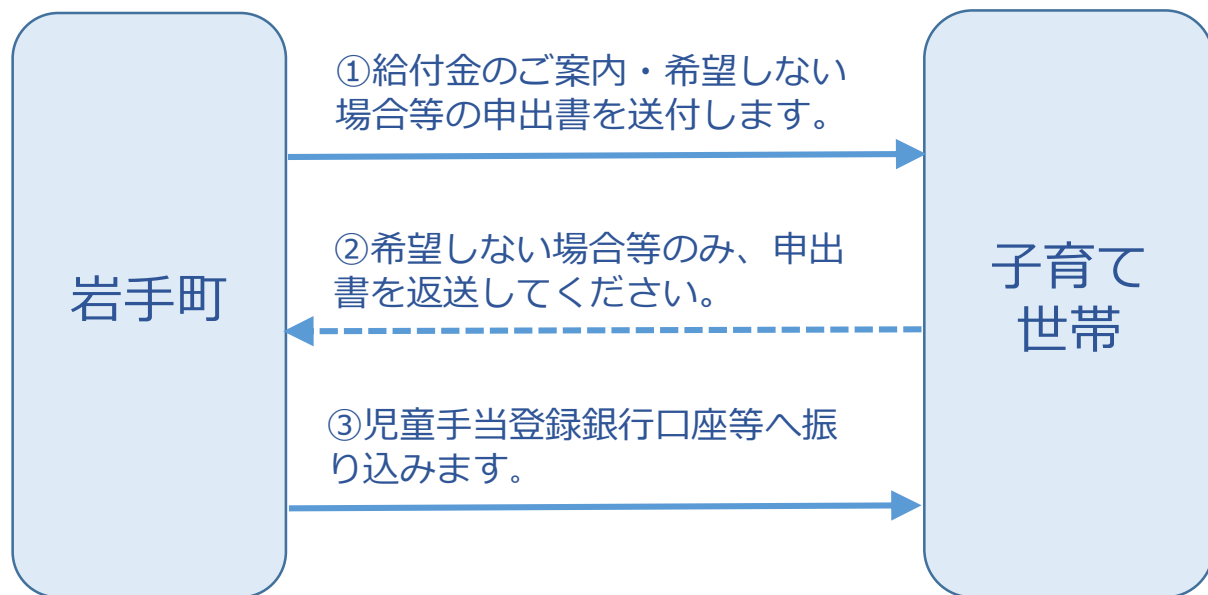 岩手町
①給付金のご案内・希望しない
場合等の申出書を送付します。
②希望しない場合等のみ、申出
書を返送してください。
③児童手当登録銀行口座等へ振
り込みます。
子育て
世帯